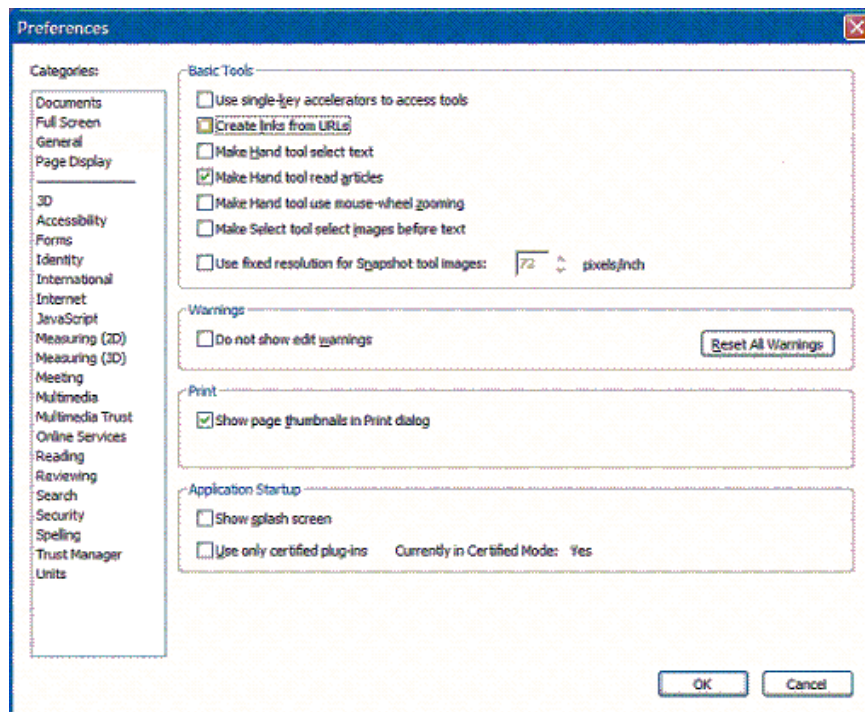 Preferences
Categories:
Documents
Full Screen
General
Page Display
3D
Accessibility
Forms
Identity
International
Internet
JavaScript
Measuring (2D)
Measuring (3D)
Meeting
Multimedia
Multimedia Trust
Online Services
Reading
Reviewing
Search
Security
Spelling
Trust Manager
Units
Basic Tools
Use single-key accelerators to access tools
Create links from URLs
Make Hand tool select text
Make Hand tool read articles
Make Hand tool use mouse-wheel zooming
Make Select tool select images before text
Use fixed resolution for Snapshot tool images: 72 pixels/inch
Warnings
Do not show edit warnings
Reset All Warnings
Print
Show page thumbnails in Print dialog
Application Startup
Show splash screen
Use only certified plug-ins Currently in Certified Mode: Yes
OK Cancel